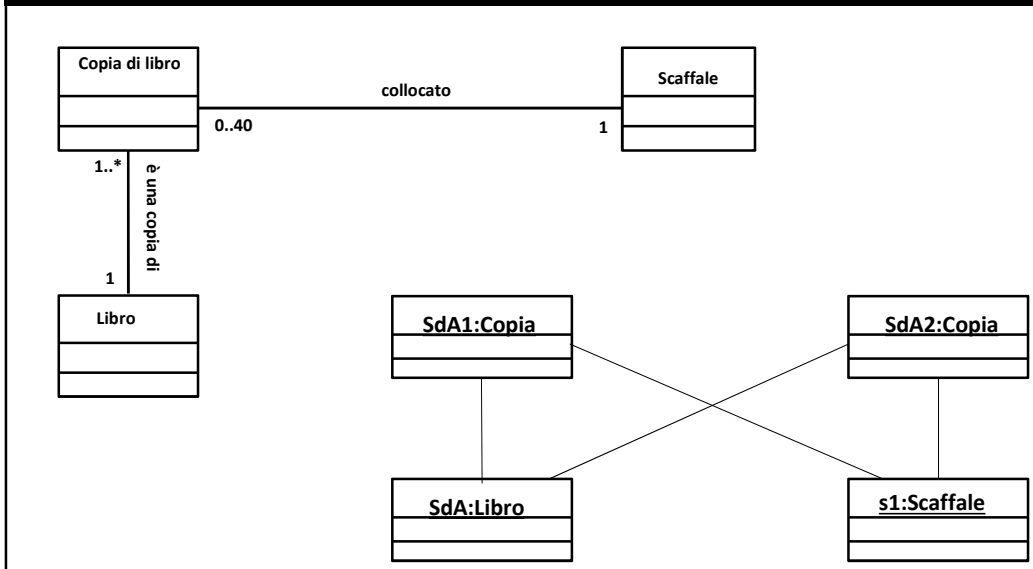 Copia di libro
Scaffale
collocato
0..40
1
1..*
è una copia di
1
Libro
SdA1:Copia
SdA2:Copia
SdA:Libro
s1:Scaffale